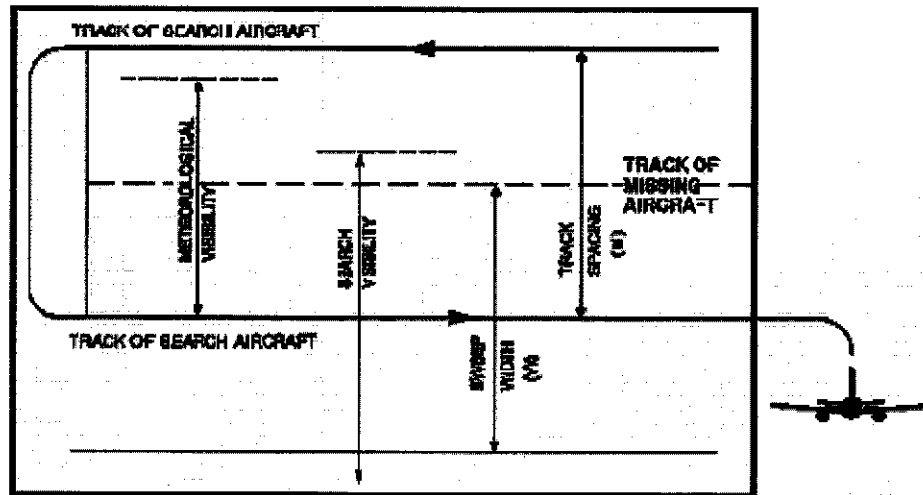 TRACK OF SEARCH AIRCRAFT
METEOROLOGICAL
VISIBILITY
SEARCH
VISIBILITY
TRACK OF
MISSING
AIRCRAFT
TRACK
SPACING
TRACK OF SEARCH AIRCRAFT
SWEEP
WIDTH